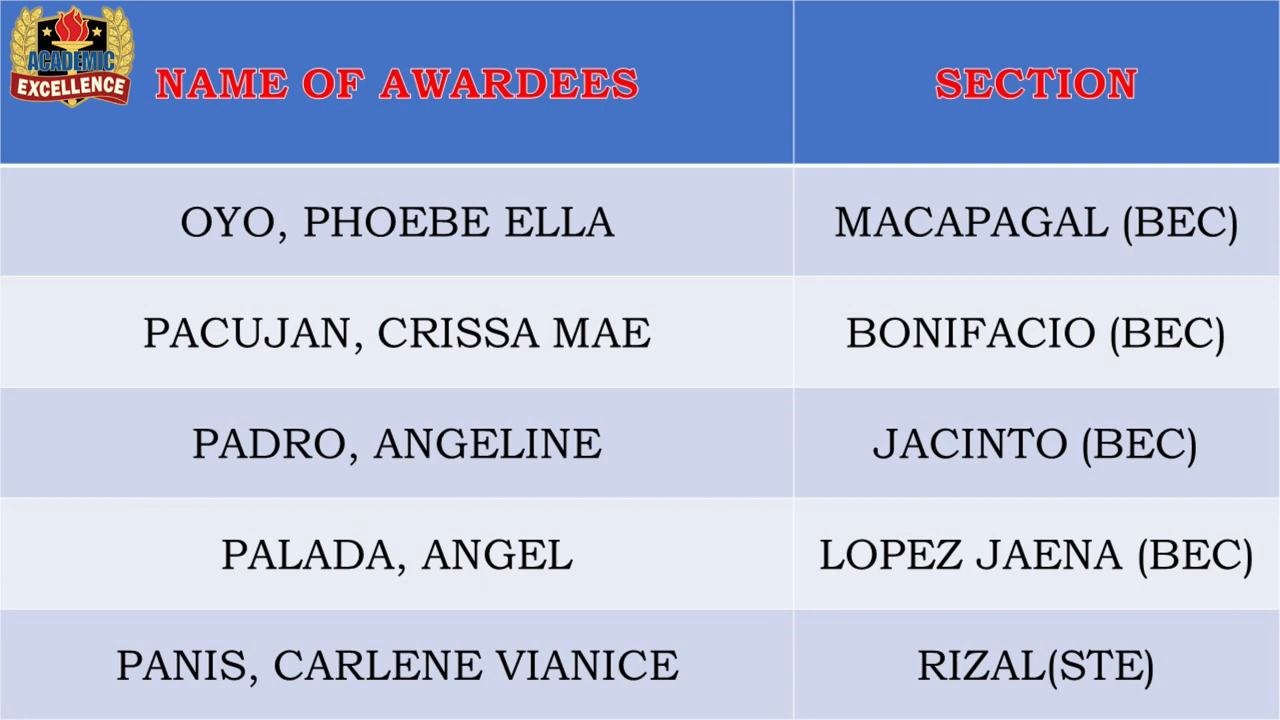 ACADEMIC
EXCELLENCE
NAME OF AWARDEES SECTION
OYO, PHOEBE ELLA MACAPAGAL (BEC)
PACUJAN, CRISSA MAE BONIFACIO (BEC)
PADRO, ANGELINE JACINTO (BEC)
PALADA, ANGEL LOPEZ JAENA (BEC)
PANIS, CARLENE VIANICE RIZAL(STE)